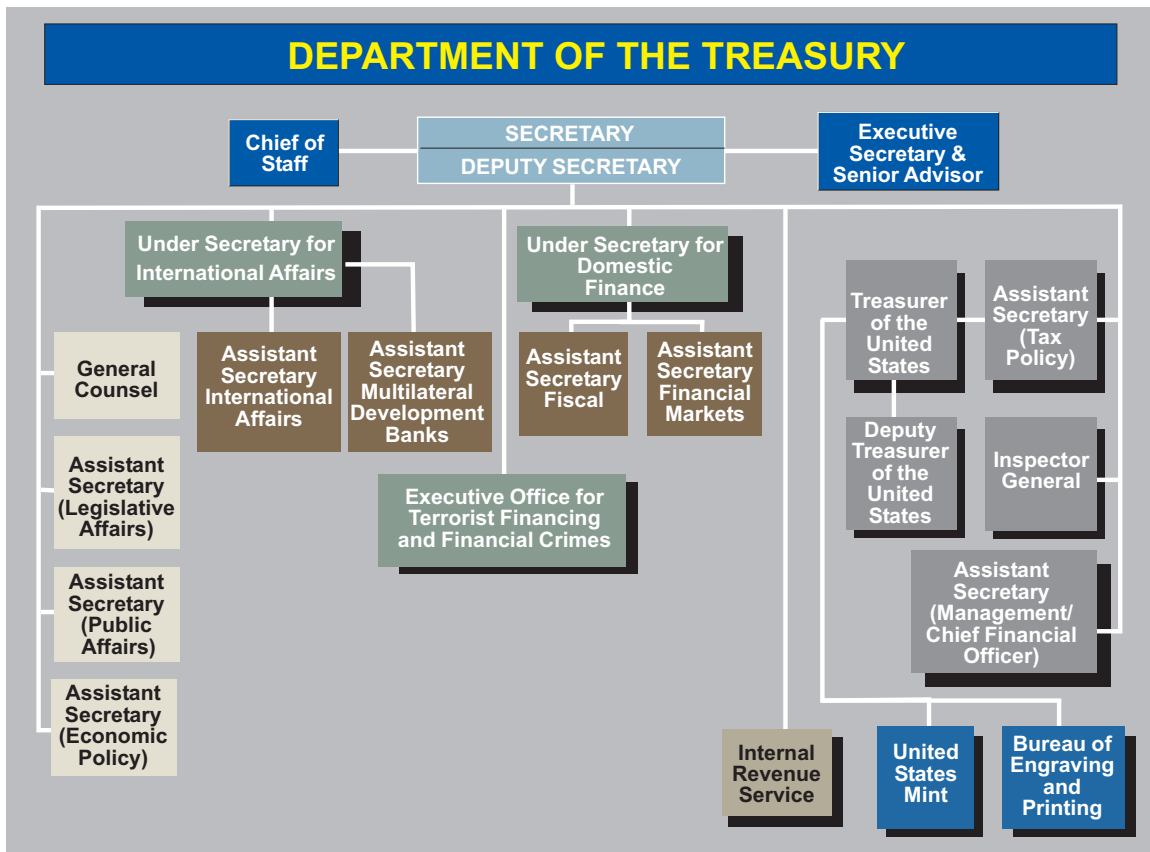 DEPARTMENT OF THE TREASURY
Chief of
Staff
SECRETARY
DEPUTY SECRETARY
Executive
Secretary &
Senior Advisor
Under Secretary for
International Affairs
Under Secretary for
Domestic
Finance
Treasurer
of the
United
States
Assistant
Secretary
(Tax
Policy)
General
Counsel
Assistant
Secretary
International
Affairs
Assistant
Secretary
Multilateral
Development
Banks
Assistant
Secretary
Fiscal
Assistant
Secretary
Financial
Markets
Deputy
Treasurer
of the
United
States
Inspector
General
Assistant
Secretary
(Legislative
Affairs)
Executive Office for
Terrorist Financing
and Financial Crimes
Assistant
Secretary
(Public
Affairs)
Assistant
Secretary
(Management/
Chief Financial
Officer)
Assistant
Secretary
(Economic
Policy)
Internal
Revenue
Service
United
States
Mint
Bureau of
Engraving
and
Printing